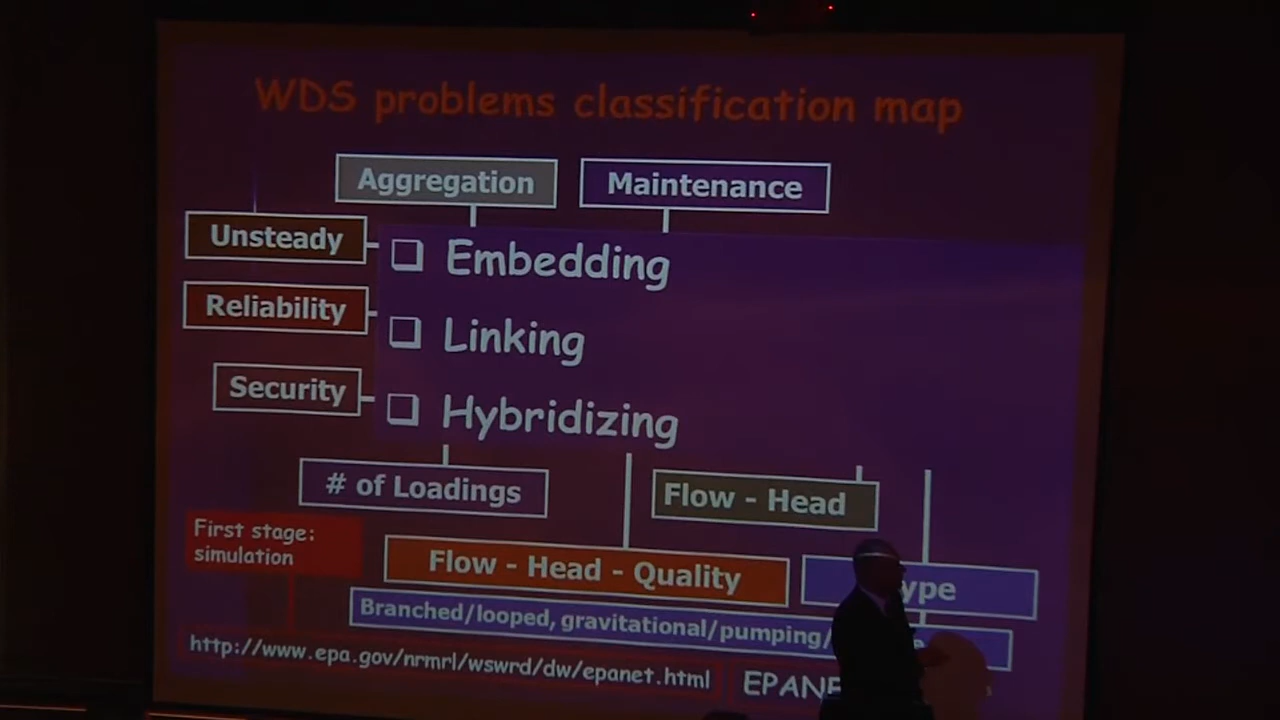 WDS problems classification map
Aggregation
Maintenance
Unsteady
Embedding
Reliability
Linking
Security
Hybridizing
# of Loadings
Flow - Head
First stage:
simulation
Flow - Head - Quality
Branched/looped, gravitational/pumping/
http://www.epa.gov/nrmrl/wswrd/dw/epanet.html